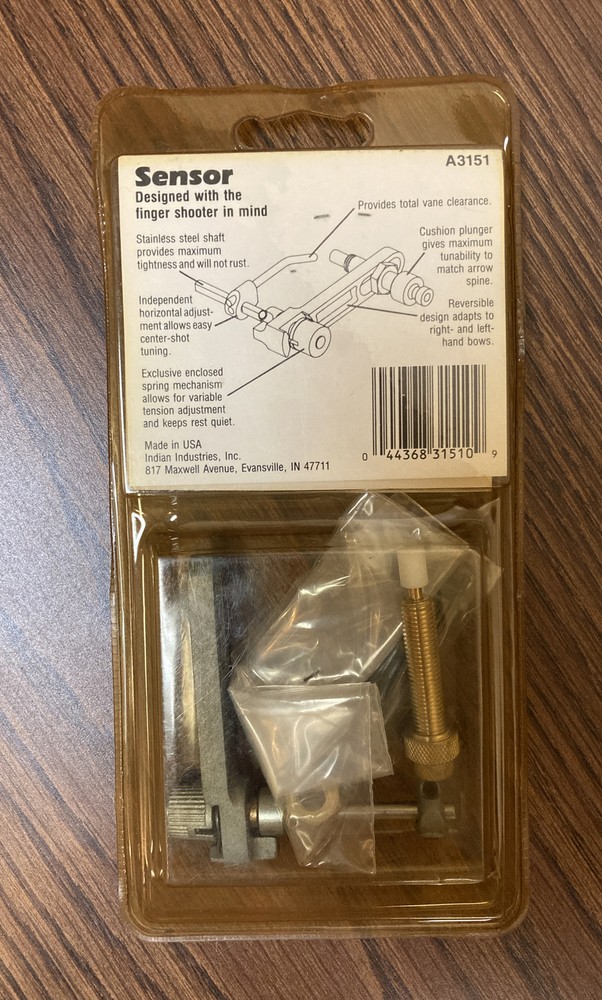 A3151
Sensor
Designed with the
finger shooter in mind
Provides total vane clearance.
Stainless steel shaft
provides maximum
tightness and will not rust.
Cushion plunger
gives maximum
tunability to
match arrow
spine.
Independent
horizontal adjust-
ment allows easy
center-shot
tuning.
Reversible
design adapts to
right- and left-
hand bows.
Exclusive enclosed
spring mechanism
allows for variable
tension adjustment
and keeps rest quiet.
Made in USA
Indian Industries, Inc.
817 Maxwell Avenue, Evansville, IN 47711
0 44368 31510 9